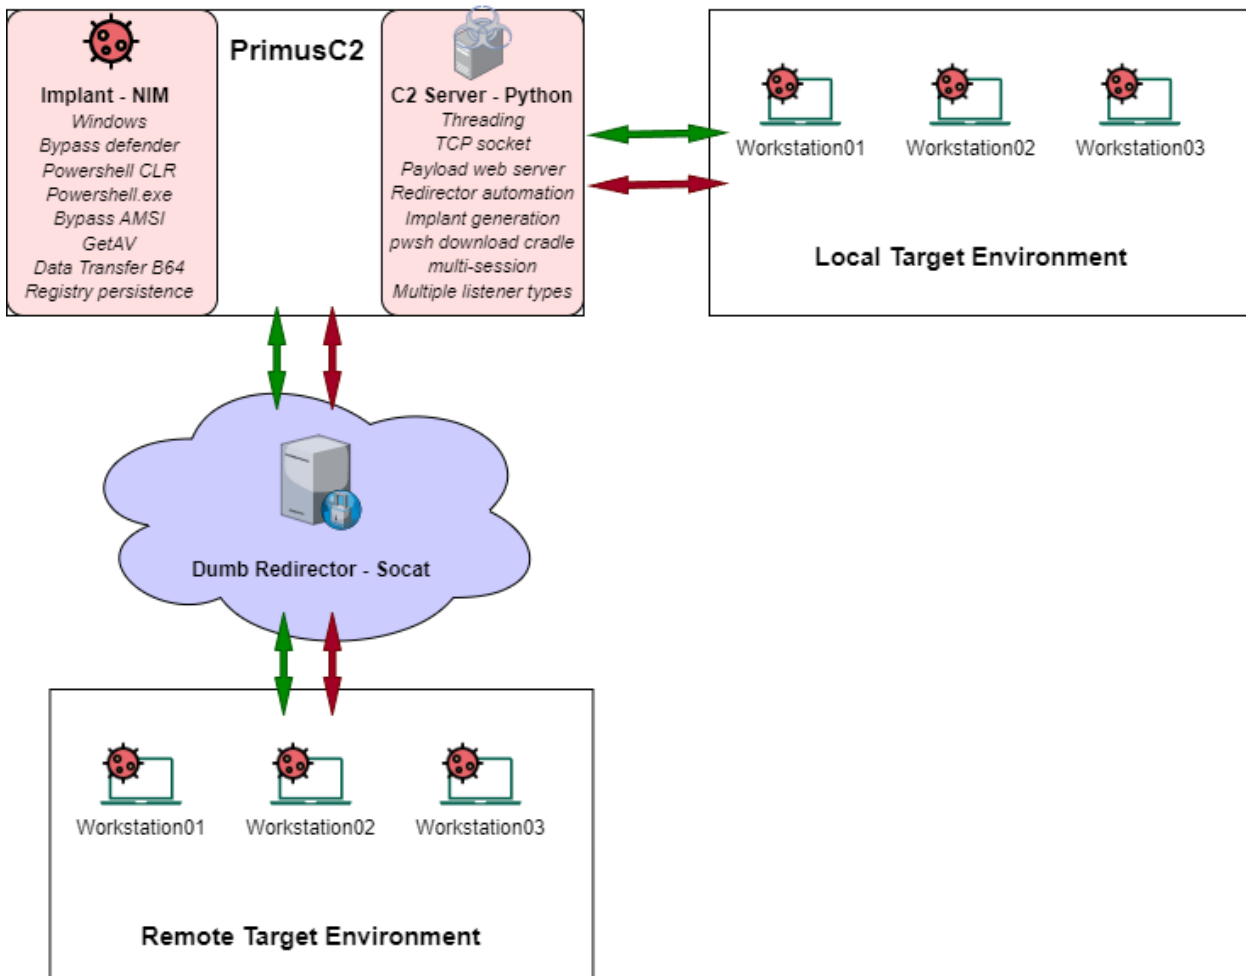 PrimusC2
Implant - NIM
Windows
Bypass defender
Powershell CLR
Powershell.exe
Bypass AMSI
GetAV
Data Transfer B64
Registry persistence
C2 Server - Python
Threading
TCP socket
Payload web server
Redirector automation
Implant generation
pwsh download cradle
multi-session
Multiple listener types
Workstation01
Workstation02
Workstation03
Local Target Environment
Dumb Redirector - Socat
Workstation01
Workstation02
Workstation03
Remote Target Environment